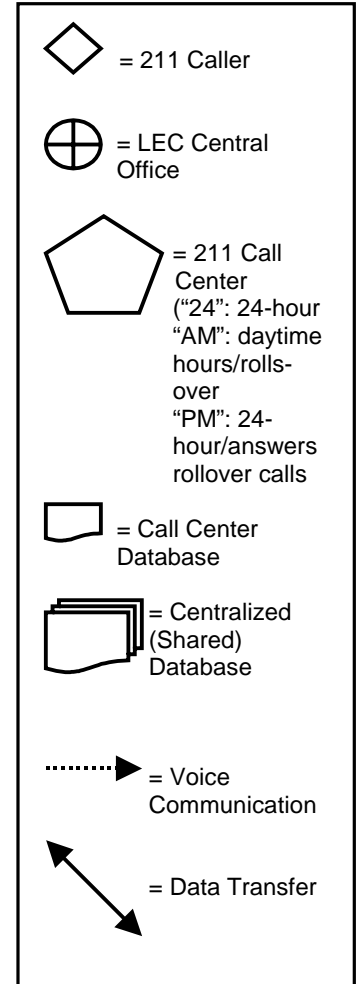 = 211 Caller
= LEC Central
Office
= 211 Call
Center
(“24”: 24-hour
“AM”: daytime
hours/rolls-
over
“PM”: 24-
hour/answers
rollover calls
= Call Center
Database
= Centralized
(Shared)
Database
= Voice
Communication
= Data Transfer